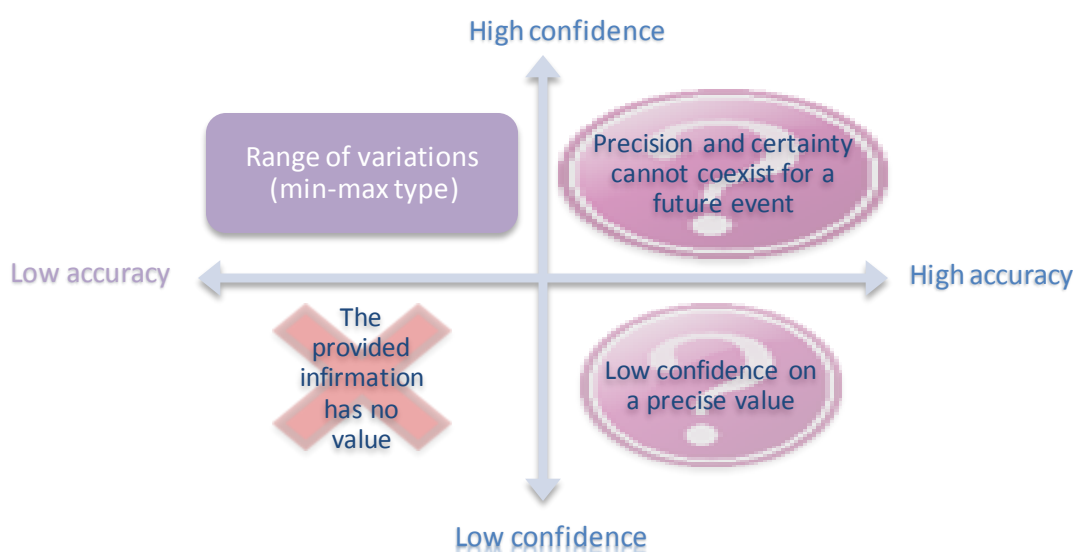 High confidence
Range of variations
(min-max type)
Precision and certainty
cannot coexist for a
future event
Low accuracy
High accuracy
The
provided
infirmation
has no
value
Low confidence on
a precise value
Low confidence